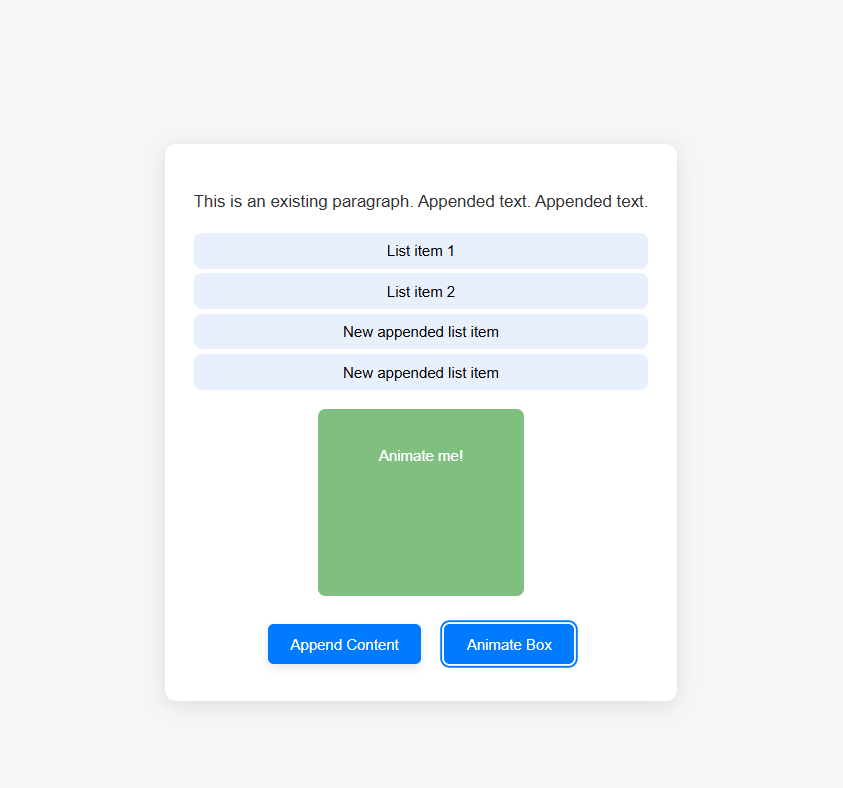 This is an existing paragraph. Appended text. Appended text.
List item 1
List item 2
New appended list item
New appended list item
Animate me!
Append Content
Animate Box